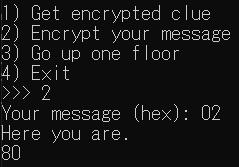 1) Get encrypted clue
2) Encrypt your message
3) Go up one floor
4) Exit
>>> 2
Your message (hex): 02
Here you are.
80